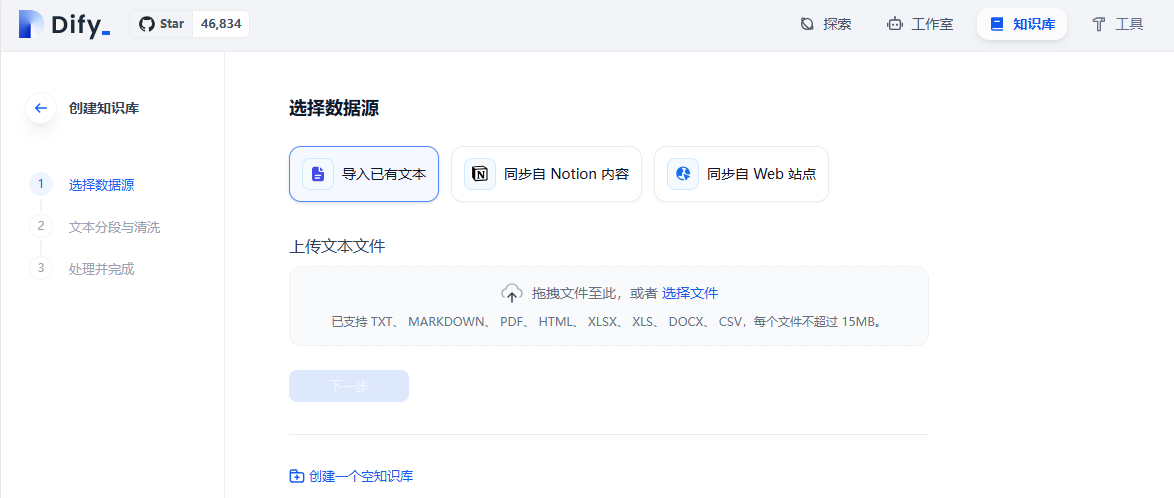 Dify_ Star 46,834 探索 工作室 知识库 工具
创建知识库
1 选择数据源
2 文本分段与清洗
3 处理并完成
选择数据源
导入已有文本 同步自 Notion 内容 同步自 Web 站点
上传文本文件
拖拽文件至此，或者 选择文件
已支持 TXT、 MARKDOWN、 PDF、 HTML、 XLSX、 XLS、 DOCX、 CSV，每个文件不超过 15MB。
下一步
创建一个空知识库